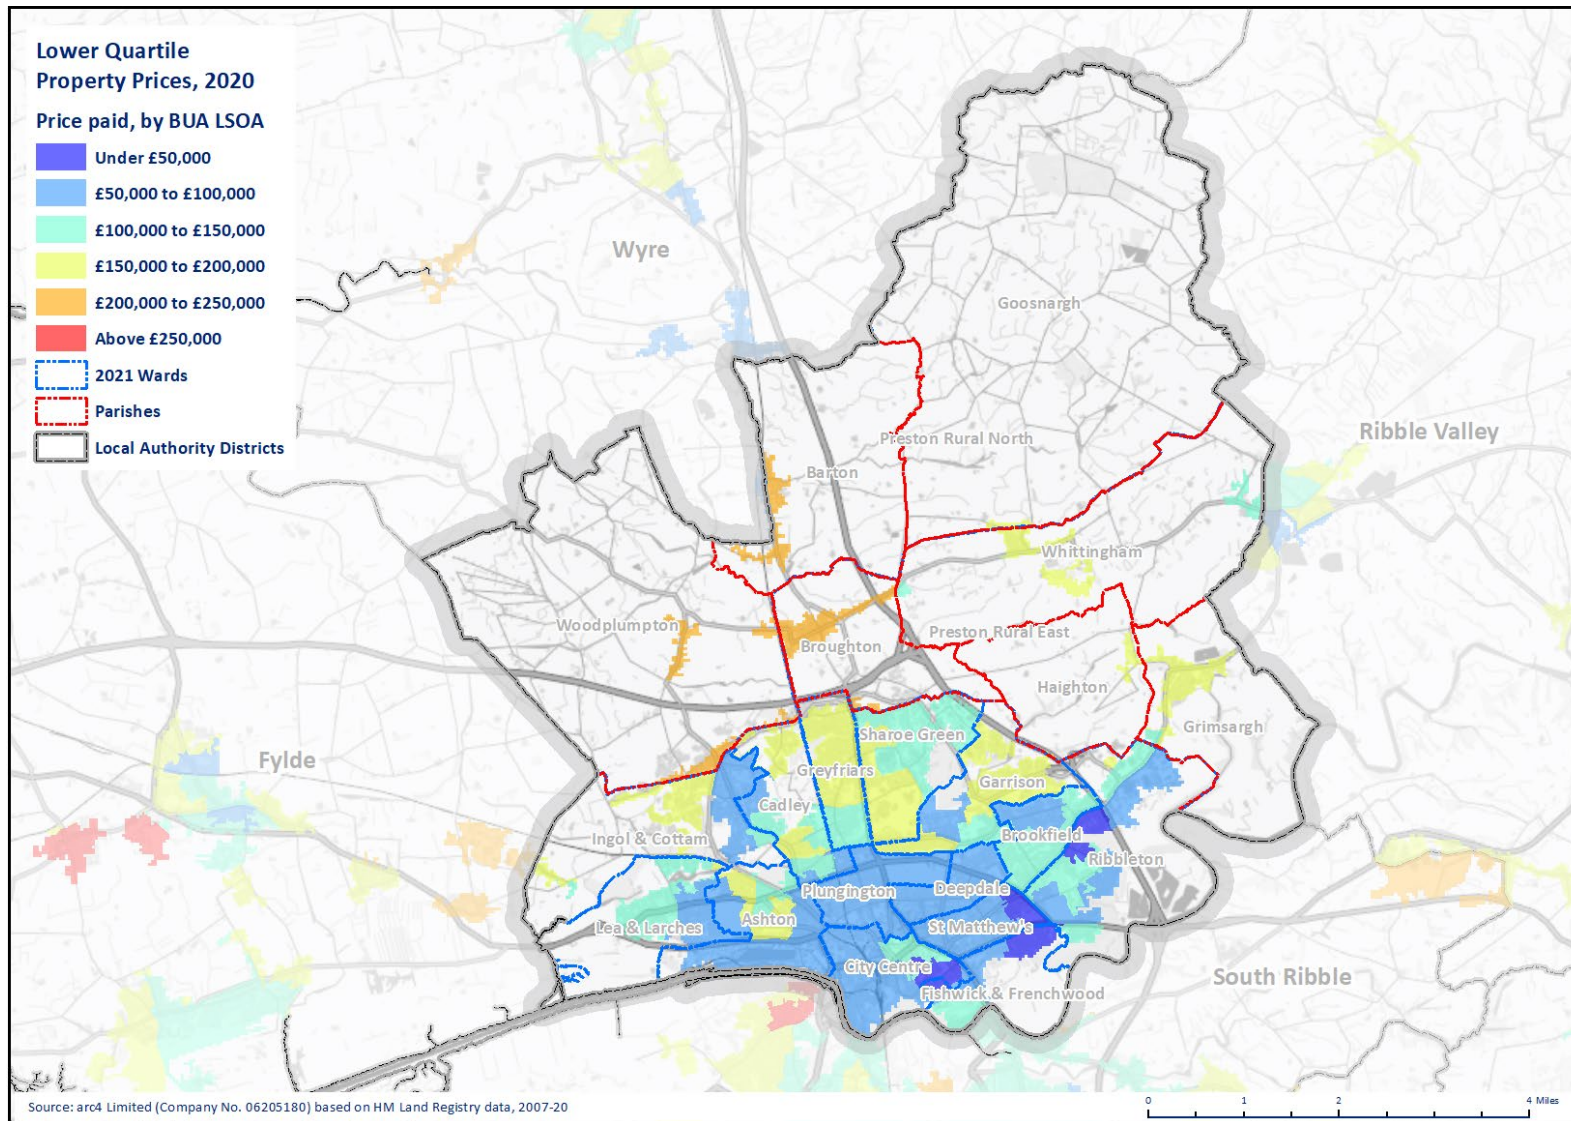 Lower Quartile
Property Prices, 2020
Price paid, by BUA LSOA
Under £50,000
£50,000 to £100,000
£100,000 to £150,000
£150,000 to £200,000
£200,000 to £250,000
Above £250,000
2021 Wards
Parishes
Local Authority Districts
Wyre
Goosnargh
Ribble Valley
Preston Rural North
Barton
Whittingham
Woodplumpton
Preston Rural East
Broughton
Haighton
Grimsargh
Sharoe Green
Fylde
Greyfriars
Garrison
Cadley
Ingol & Cottam
Brookfield
Ribbleton
Plungington
Deepdale
Lea & Larches
Ashton
St Matthew's
City Centre
South Ribble
Fishwick & Frenchwood
Source: arc4 Limited (Company No. 06205180) based on HM Land Registry data, 2007-20
0 1 2 4 Miles